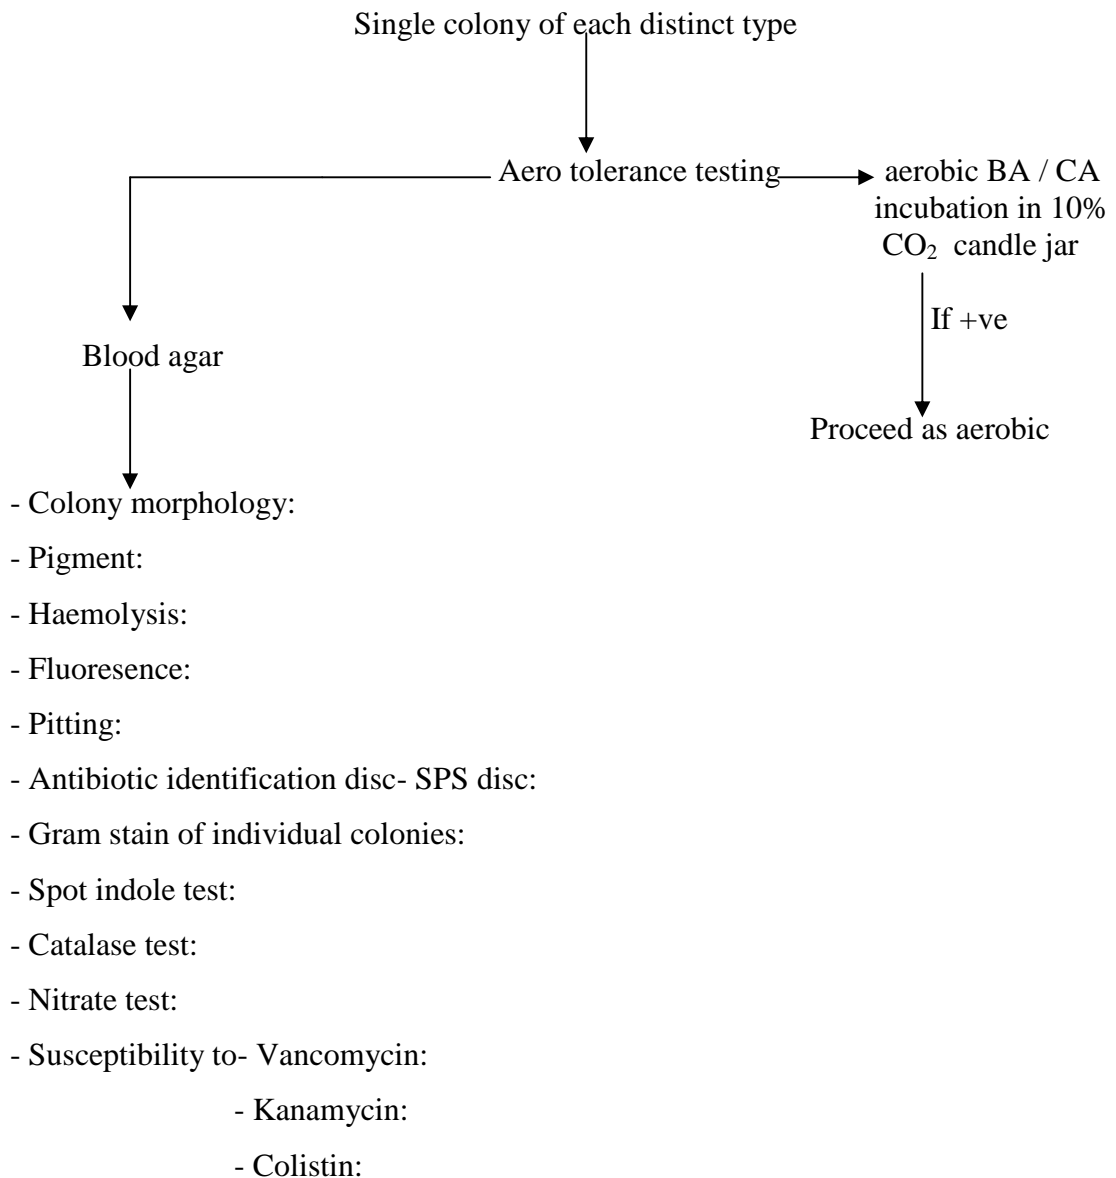 Single colony of each distinct type
Aero tolerance testing
aerobic BA / CA
incubation in 10%
CO₂ candle jar
If +ve
Blood agar
Proceed as aerobic
- Colony morphology:
- Pigment:
- Haemolysis:
- Fluoresence:
- Pitting:
- Antibiotic identification disc- SPS disc:
- Gram stain of individual colonies:
- Spot indole test:
- Catalase test:
- Nitrate test:
- Susceptibility to- Vancomycin:
- Kanamycin:
- Colistin: